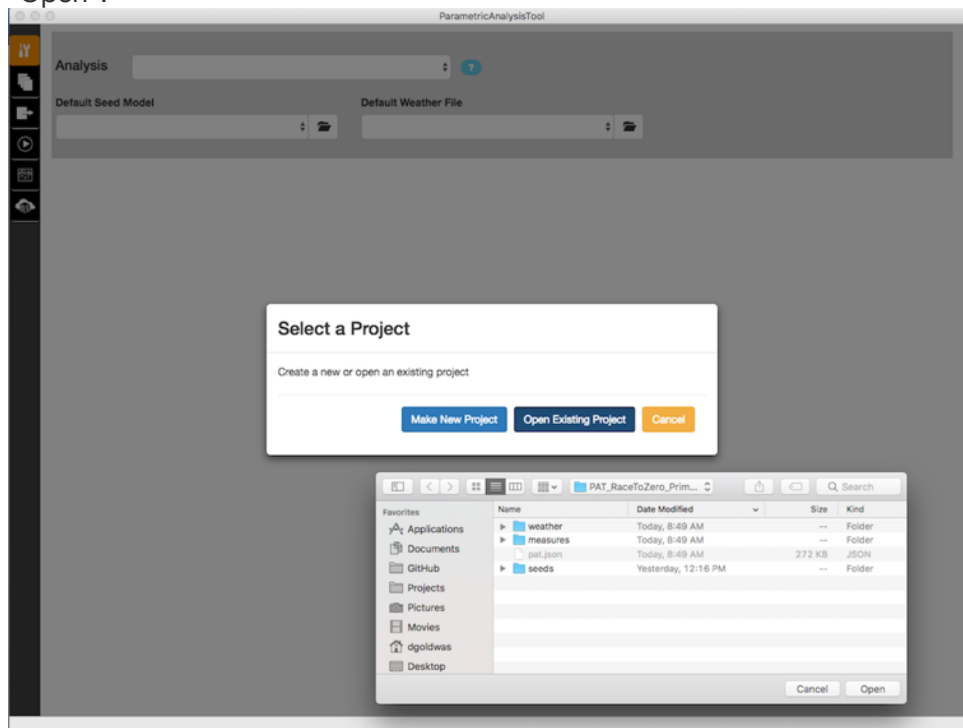 "Open".
ParametricAnalysisTool
Analysis
?
Default Seed Model Default Weather File
Select a Project
Create a new or open an existing project
Make New Project Open Existing Project Cancel
PAT_RaceToZero_Prim... Search
Favorites Name Date Modified Size Kind
Applications weather Today, 8:49 AM -- Folder
Documents measures Today, 8:49 AM -- Folder
GitHub pat.json Today, 8:49 AM 272 KB JSON
Projects seeds Yesterday, 12:16 PM -- Folder
Pictures
Movies
dgoldwas
Desktop
Cancel Open